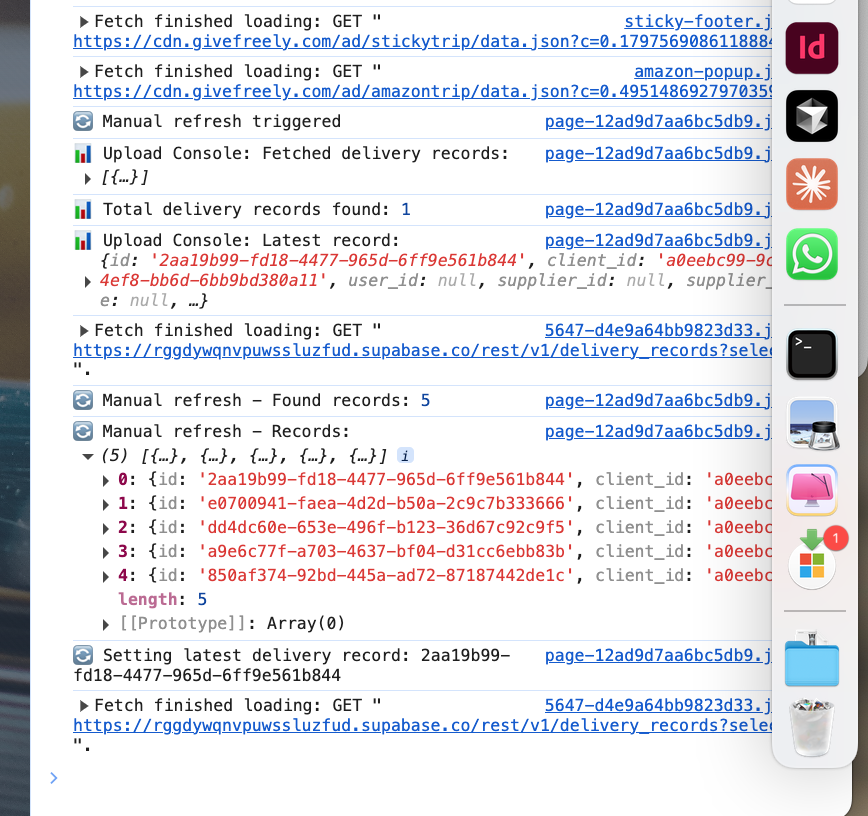 ▶Fetch finished loading: GET " sticky-footer.j
https://cdn.givefreely.com/ad/stickytrip/data.json?c=0.1797569086111888
▶Fetch finished loading: GET " amazon-popup.j
https://cdn.givefreely.com/ad/amazontrip/data.json?c=0.4951486927970359
🔄 Manual refresh triggered page-12ad9d7aa6bc5db9.j
📊 Upload Console: Fetched delivery records: page-12ad9d7aa6bc5db9.j
▶ [{…}]
📊 Total delivery records found: 1 page-12ad9d7aa6bc5db9.j
📊 Upload Console: Latest record: page-12ad9d7aa6bc5db9.j
{id: '2aa19b99-fd18-4477-965d-6ff9e561b844', client_id: 'a0eebc99-9c
▶ 4ef8-bb6d-6bb9bd380a11', user_id: null, supplier_id: null, supplier_
e: null, …}
▶Fetch finished loading: GET " 5647-d4e9a64bb9823d33.j
https://rggdywqnvpuwssluzfud.supabase.co/rest/v1/delivery_records?selec
".
🔄 Manual refresh – Found records: 5 page-12ad9d7aa6bc5db9.j
🔄 Manual refresh – Records: page-12ad9d7aa6bc5db9.j
▼ (5) [{…}, {…}, {…}, {…}, {…}] i
▶ 0: {id: '2aa19b99-fd18-4477-965d-6ff9e561b844', client_id: 'a0eebc
▶ 1: {id: 'e0700941-faea-4d2d-b50a-2c9c7b333666', client_id: 'a0eebc
▶ 2: {id: 'dd4dc60e-653e-496f-b123-36d67c92c9f5', client_id: 'a0eebc
▶ 3: {id: 'a9e6c77f-a703-4637-bf04-d31cc6ebb83b', client_id: 'a0eebc
▶ 4: {id: '850af374-92bd-445a-ad72-87187442de1c', client_id: 'a0eebc
length: 5
▶ [[Prototype]]: Array(0)
🔄 Setting latest delivery record: 2aa19b99- page-12ad9d7aa6bc5db9.j
fd18-4477-965d-6ff9e561b844
▶Fetch finished loading: GET " 5647-d4e9a64bb9823d33.j
https://rggdywqnvpuwssluzfud.supabase.co/rest/v1/delivery_records?selec
".
>
Id
>_
1